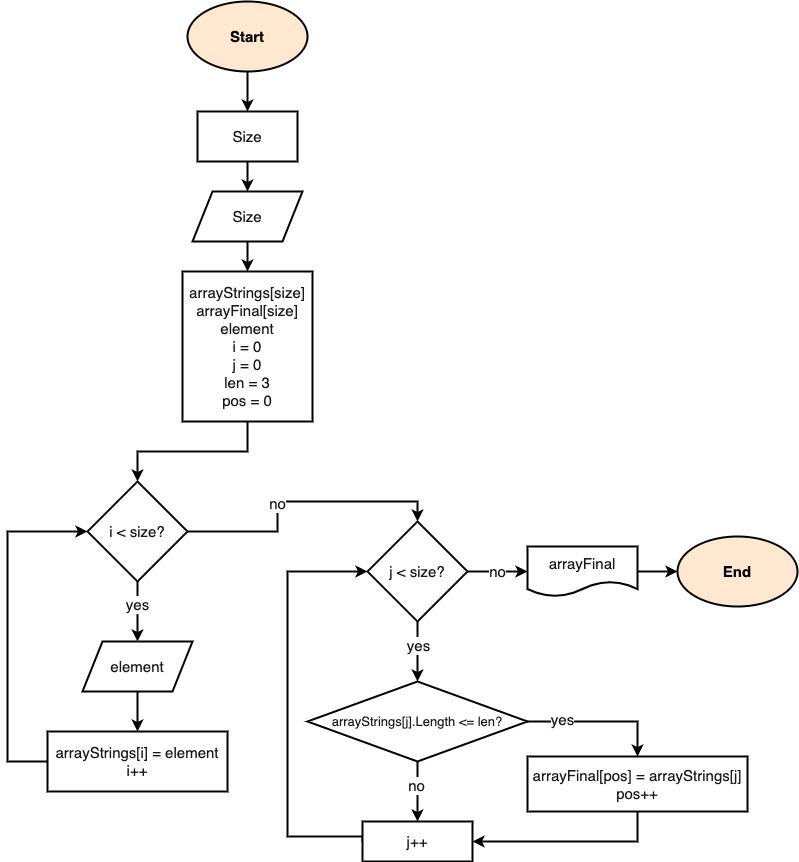 Start
Size
Size
arrayStrings[size]
arrayFinal[size]
element
i = 0
j = 0
len = 3
pos = 0
i < size?
no
yes
element
arrayStrings[i] = element
i++
j < size?
no
arrayFinal
End
yes
arrayStrings[j].Length <= len?
yes
arrayFinal[pos] = arrayStrings[j]
pos++
no
j++